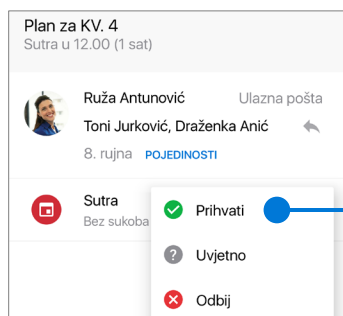 Plan za KV. 4
Sutra u 12.00 (1 sat)
Ruža Antunović Ulazna pošta
Toni Jurković, Draženka Anić
8. rujna POJEDINOSTI
Sutra
Bez sukoba
Prihvati
Uvjetno
Odbij